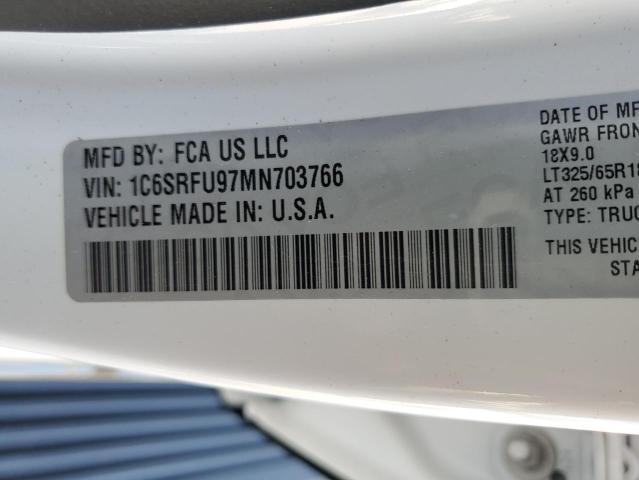 MFD BY: FCA US LLC
VIN: 1C6SRFU97MN703766
VEHICLE MADE IN: U.S.A.
DATE OF MF
GAWR FRON
18X9.0
LT325/65R18
AT 260 kPa
TYPE: TRUC
THIS VEHIC
STA